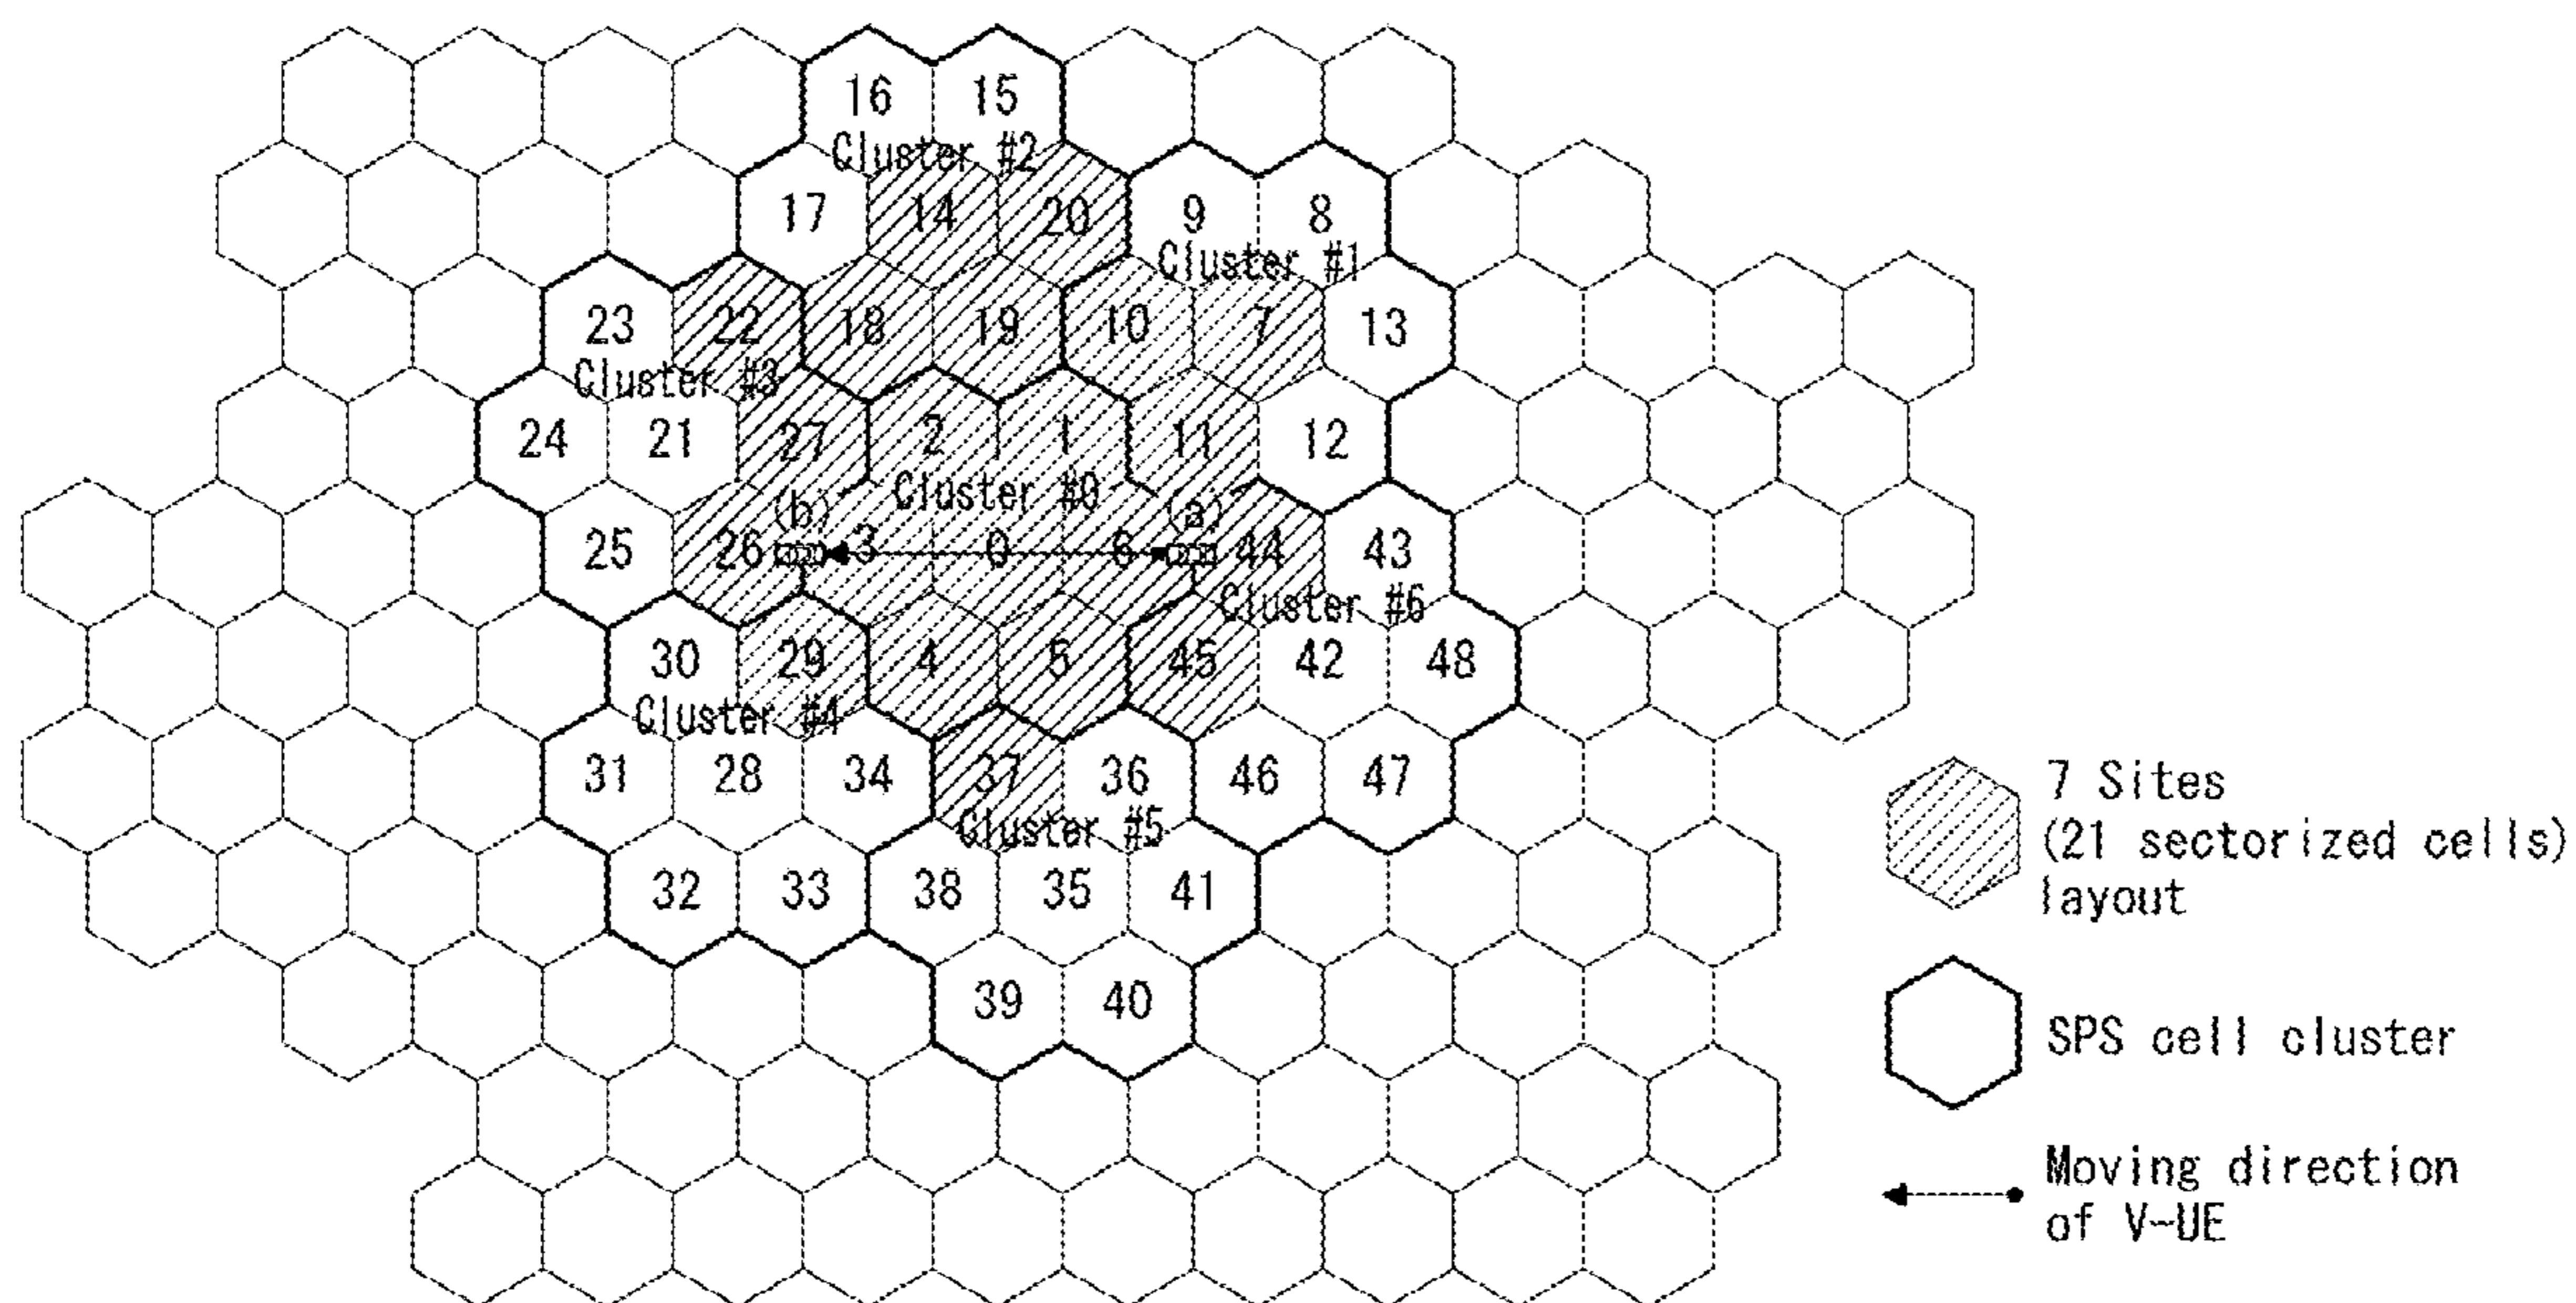 16 15
Cluster #2
17 14 20 9 8
Cluster #1
23 22 18 19 10 7 13
Cluster #3
24 21 27 2 1 11 12
Cluster #0
(b) (a)
25 26 3 0 6 44 43
Cluster #6
30 29 4 5 45 42 48
Cluster #4
31 28 34 37 36 46 47
Cluster #5
32 33 38 35 41
39 40
7 Sites
(21 sectorized cells)
layout
SPS cell cluster
Moving direction
of V-UE